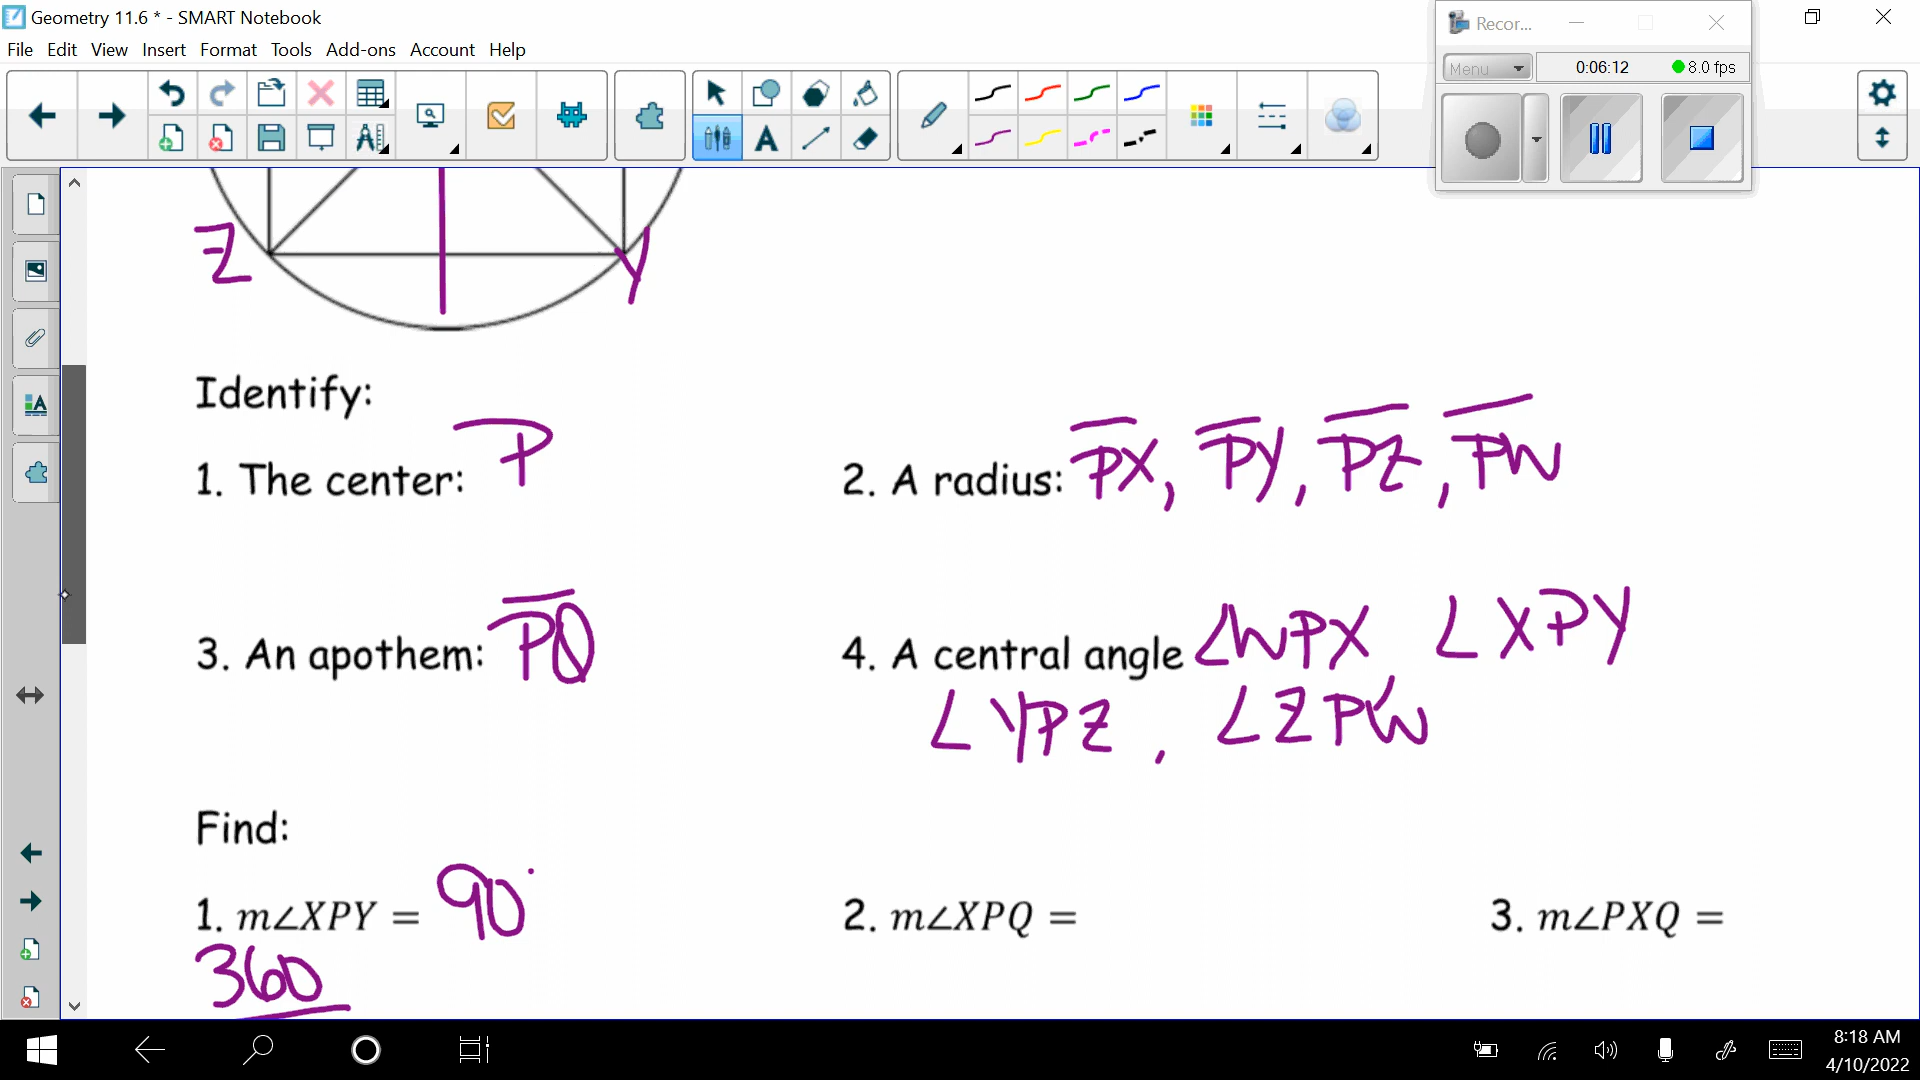 Geometry 11.6 * - SMART Notebook
Recor...
File Edit View Insert Format Tools Add-ons Account Help
Menu 0:06:12 8.0 fps
Z Y
Identify:
1. The center: P
2. A radius: PX, PY, PZ, PW
3. An apothem: PQ
4. A central angle ∠WPX ∠XPY
∠YPZ, ∠ZPW
Find:
1. m∠XPY = 90°
2. m∠XPQ =
3. m∠PXQ =
360
8:18 AM
4/10/2022